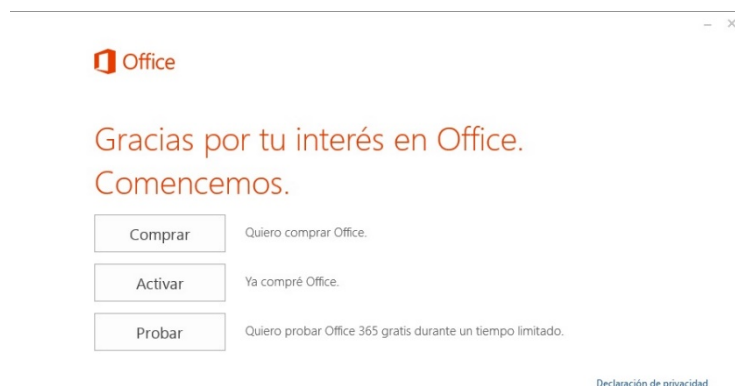 Office
Gracias por tu interés en Office.
Comencemos.
Comprar Quiero comprar Office.
Activar Ya compré Office.
Probar Quiero probar Office 365 gratis durante un tiempo limitado.
Declaración de privacidad